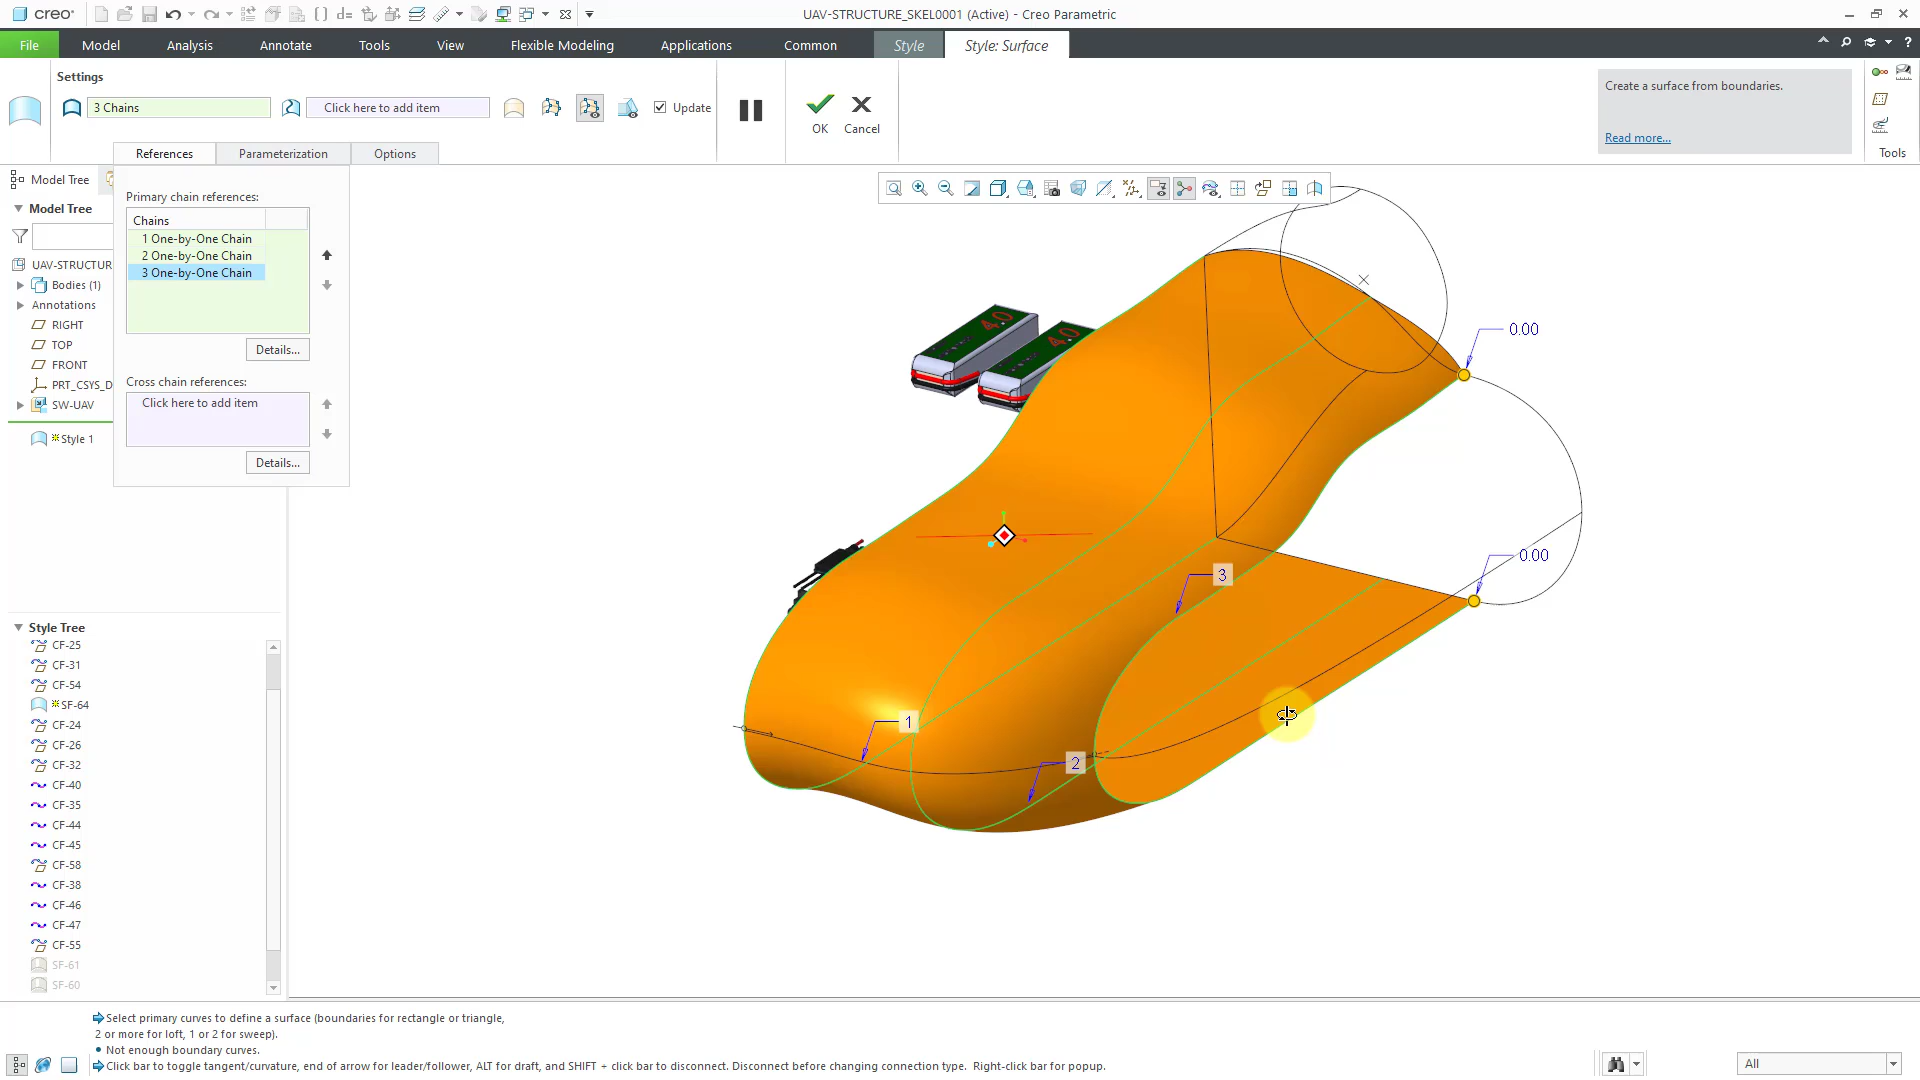 creo
UAV-STRUCTURE_SKEL0001 (Active) - Creo Parametric
File
Model
Analysis
Annotate
Tools
View
Flexible Modeling
Applications
Common
Style
Style: Surface
Settings
3 Chains
Click here to add item
Update
OK
Cancel
Create a surface from boundaries.
Read more...
Tools
References
Parameterization
Options
Model Tree
Model Tree
UAV-STRUCTUR
Bodies (1)
Annotations
RIGHT
TOP
FRONT
PRT_CSYS_D
SW-UAV
Style 1
Primary chain references:
Chains
1 One-by-One Chain
2 One-by-One Chain
3 One-by-One Chain
Details...
Cross chain references:
Click here to add item
Details...
0.00
0.00
40
40
3
1
2
Style Tree
CF-25
CF-31
CF-54
SF-64
CF-24
CF-26
CF-32
CF-40
CF-35
CF-44
CF-45
CF-58
CF-38
CF-46
CF-47
CF-55
SF-61
SF-60
Select primary curves to define a surface (boundaries for rectangle or triangle,
2 or more for loft, 1 or 2 for sweep).
Not enough boundary curves.
Click bar to toggle tangent/curvature, end of arrow for leader/follower, ALT for draft, and SHIFT + click bar to disconnect. Disconnect before changing connection type.  Right-click bar for popup.
All